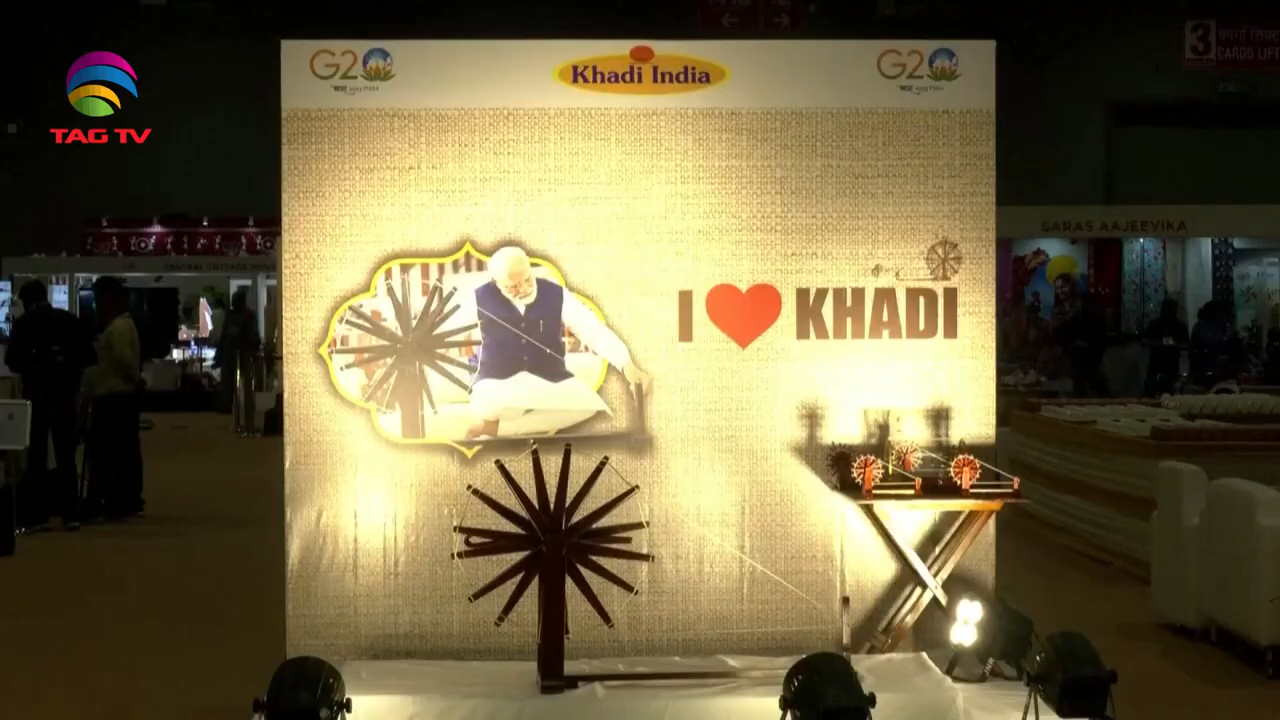 TAG TV
G20
Khadi India
G20
3
CARGO LIFT
SARAS AAJEEVIKA
I ❤ KHADI